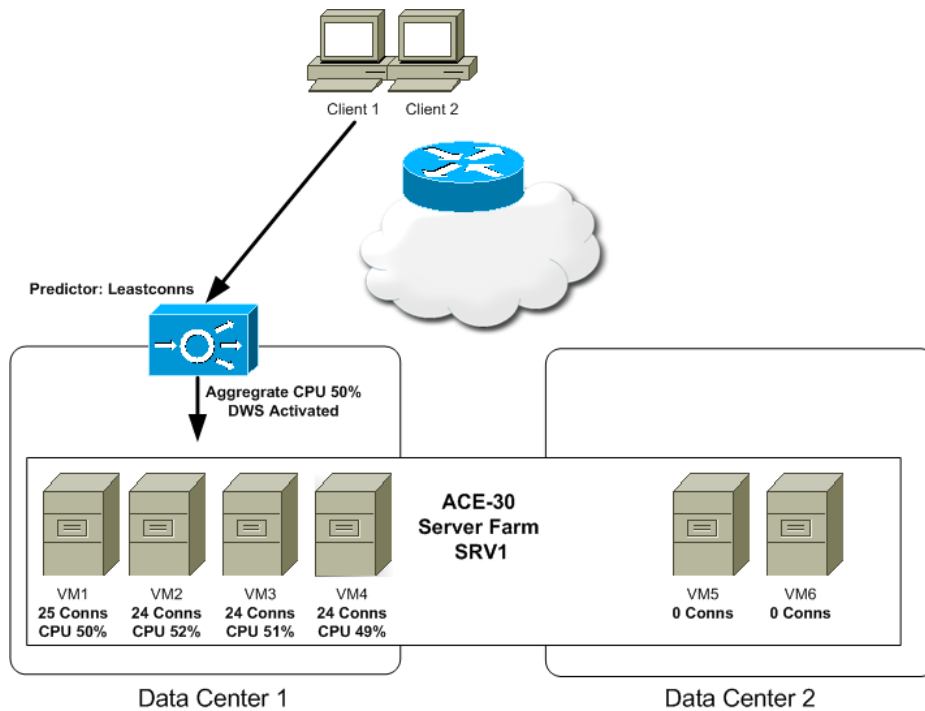 Client 1
Client 2
Predictor: Leastconns
Aggregrate CPU 50%
DWS Activated
ACE-30
Server Farm
SRV1
VM1
25 Conns
CPU 50%
VM2
24 Conns
CPU 52%
VM3
24 Conns
CPU 51%
VM4
24 Conns
CPU 49%
VM5
0 Conns
VM6
0 Conns
Data Center 1
Data Center 2